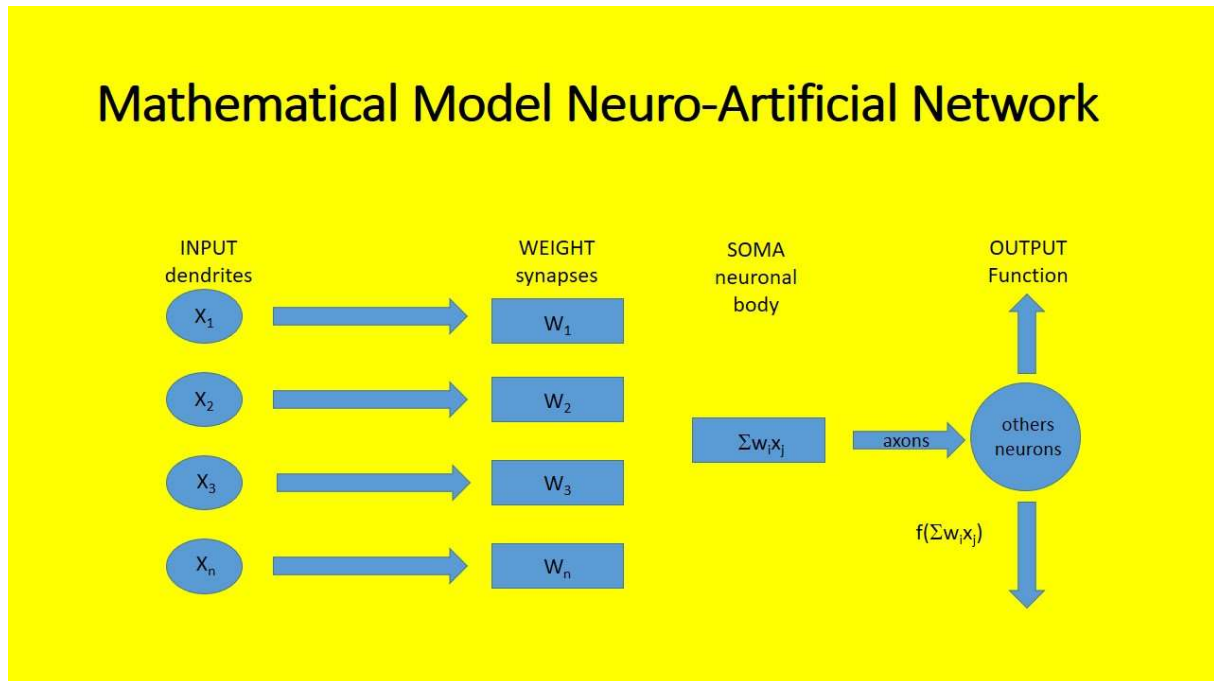 Mathematical Model Neuro-Artificial Network
INPUT
dendrites
WEIGHT
synapses
SOMA
neuronal
body
OUTPUT
Function
X₁
W₁
X₂
W₂
X₃
W₃
Xₙ
Wₙ
Σwᵢxⱼ
axons
others
neurons
f(Σwᵢxⱼ)